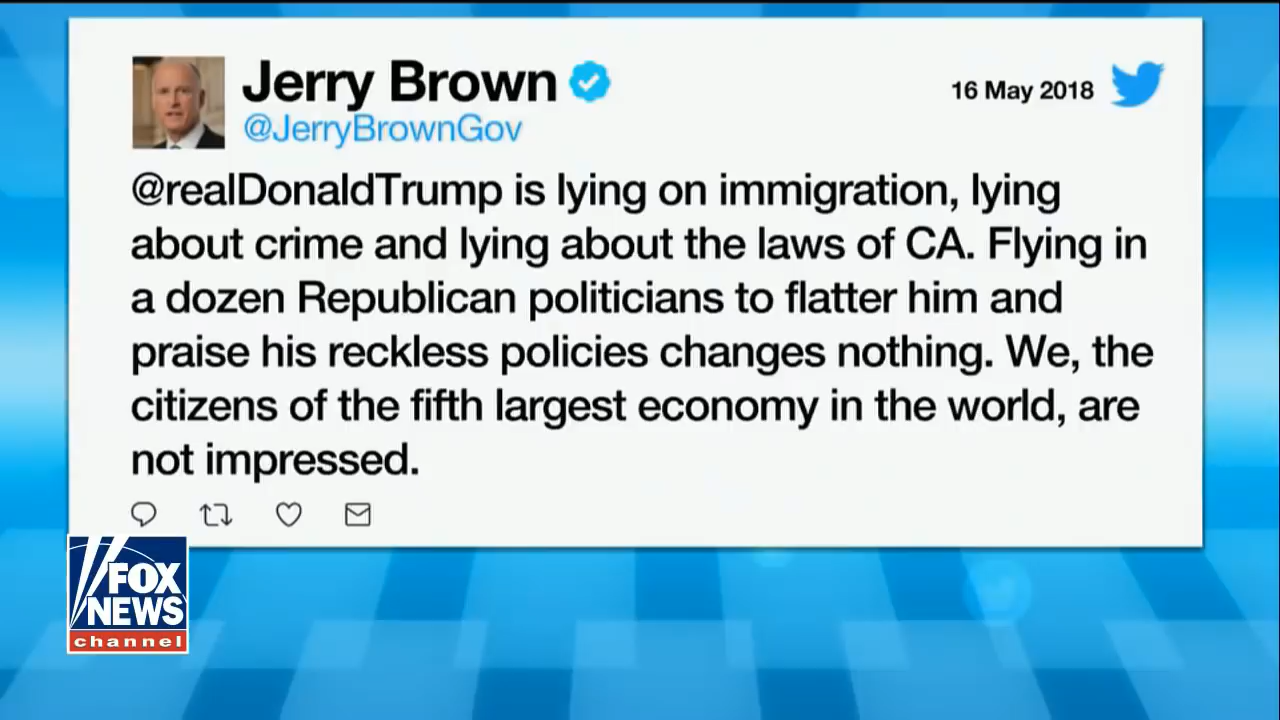 Jerry Brown
@JerryBrownGov
16 May 2018
@realDonaldTrump is lying on immigration, lying
about crime and lying about the laws of CA. Flying in
a dozen Republican politicians to flatter him and
praise his reckless policies changes nothing. We, the
citizens of the fifth largest economy in the world, are
not impressed.
FOX
NEWS
channel